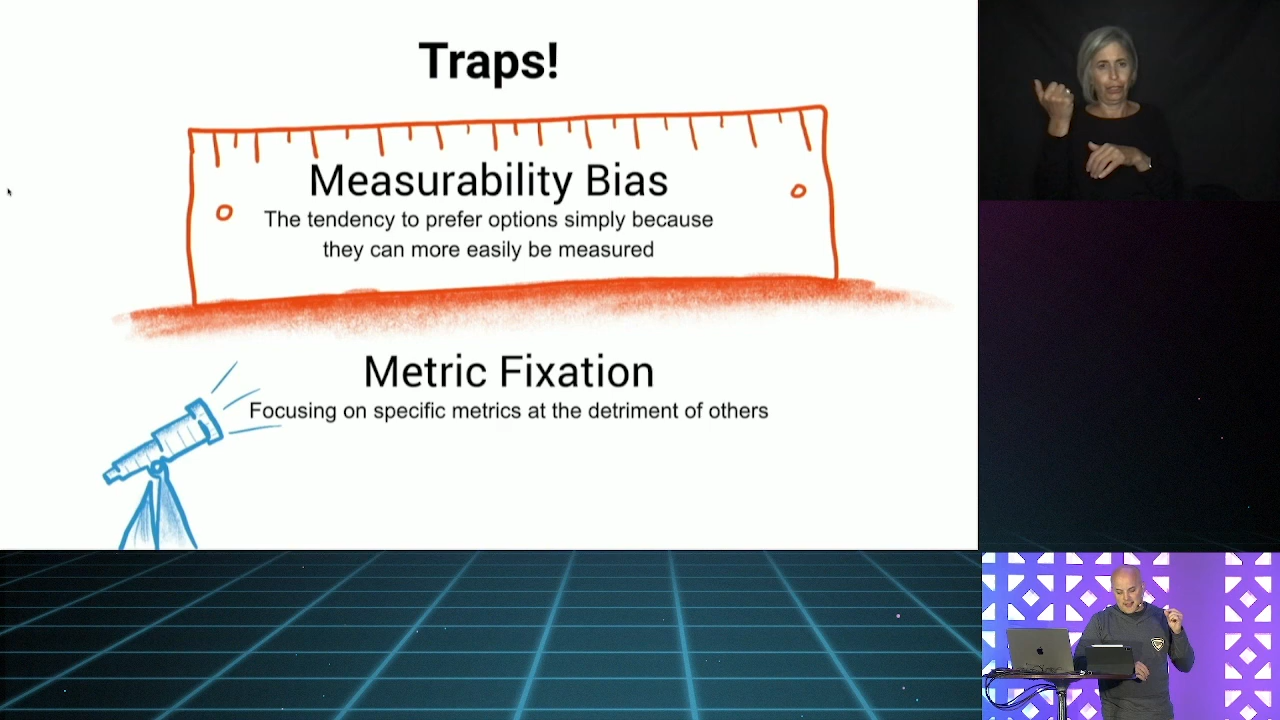 Traps!
Measurability Bias
The tendency to prefer options simply because
they can more easily be measured
Metric Fixation
Focusing on specific metrics at the detriment of others